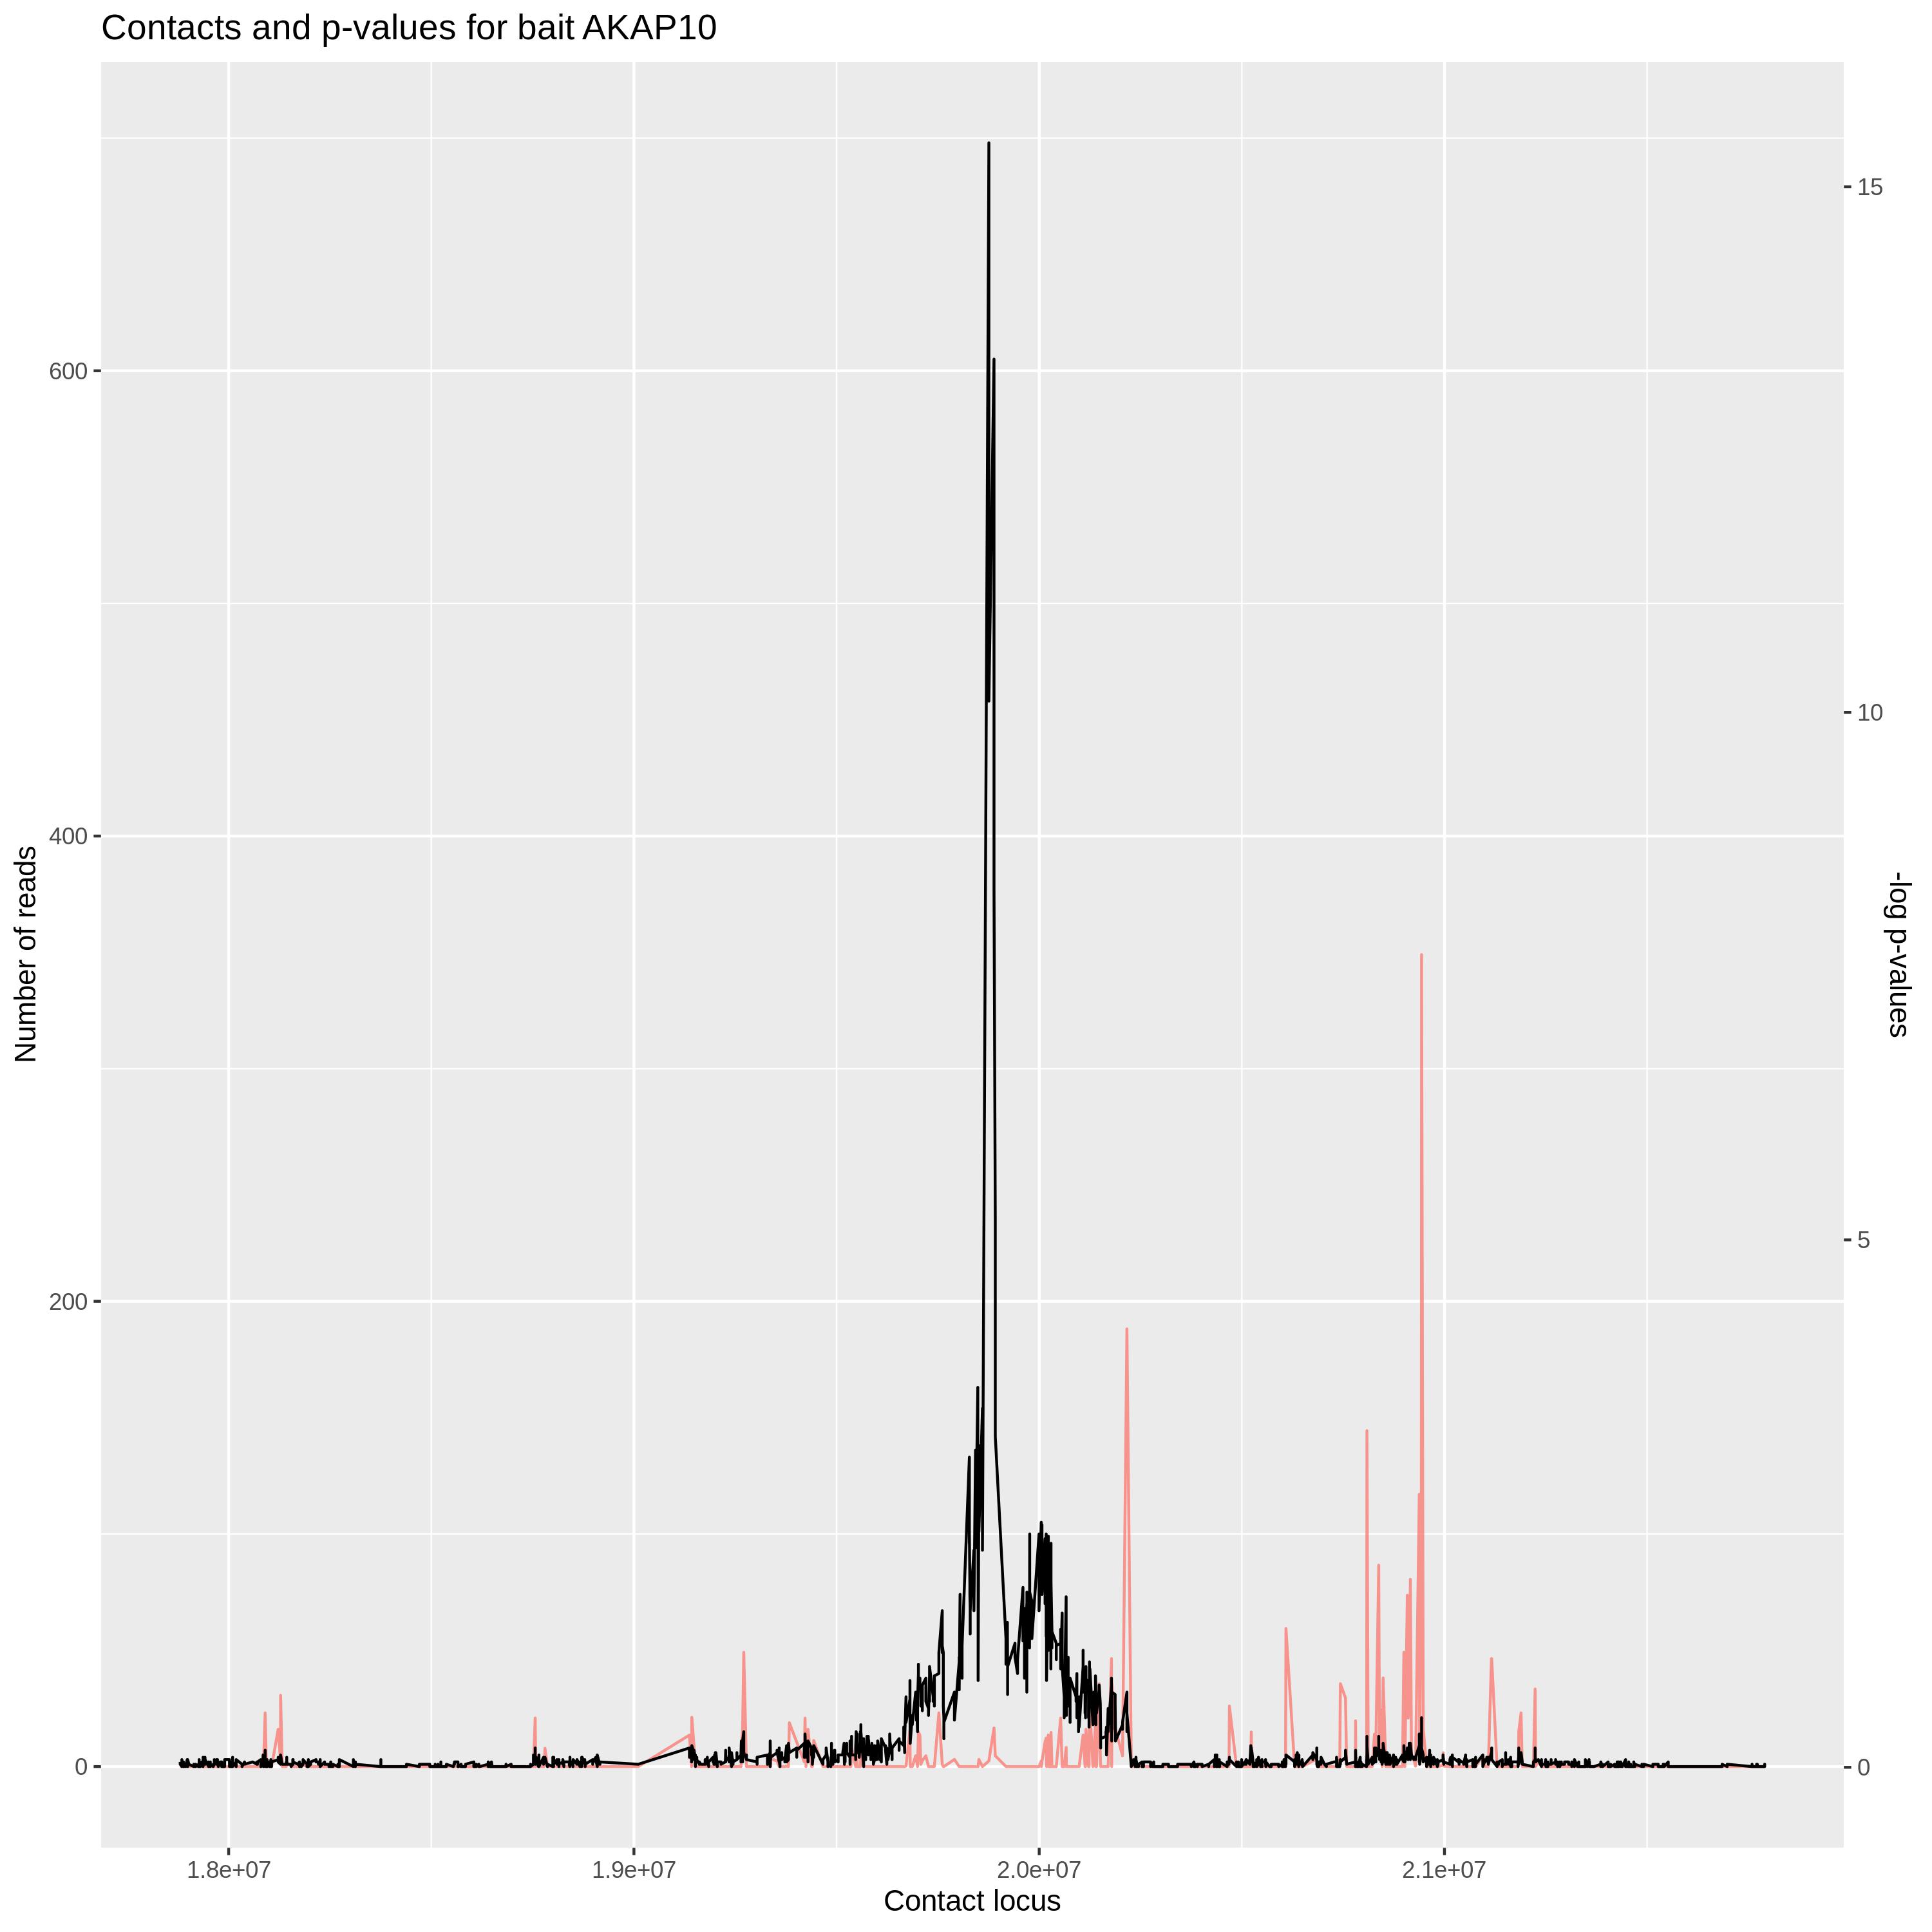 Contacts and p-values for bait AKAP10
Number of reads
600
400
200
0
15
10
5
0
-log p-values
1.8e+07
1.9e+07
2.0e+07
2.1e+07
Contact locus